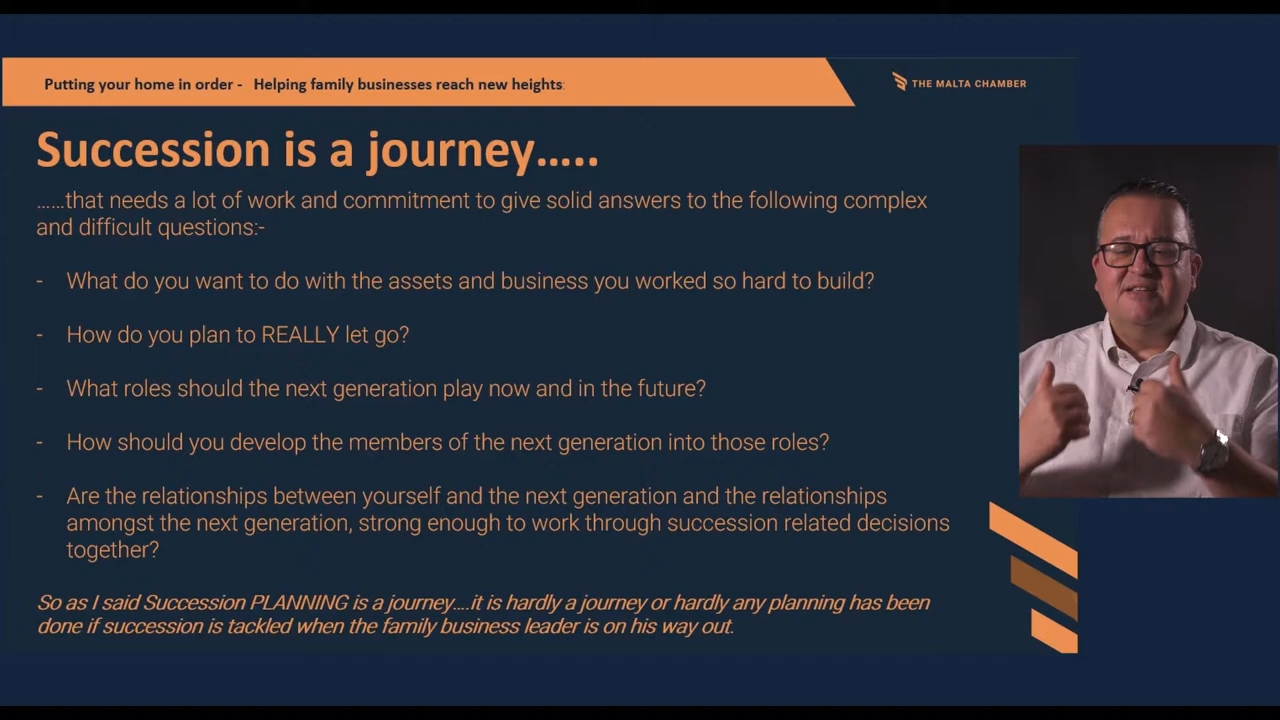 Putting your home in order - Helping family businesses reach new heights:
THE MALTA CHAMBER
Succession is a journey.....
......that needs a lot of work and commitment to give solid answers to the following complex
and difficult questions:-
- What do you want to do with the assets and business you worked so hard to build?
- How do you plan to REALLY let go?
- What roles should the next generation play now and in the future?
- How should you develop the members of the next generation into those roles?
- Are the relationships between yourself and the next generation and the relationships
amongst the next generation, strong enough to work through succession related decisions
together?
So as I said Succession PLANNING is a journey....it is hardly a journey or hardly any planning has been
done if succession is tackled when the family business leader is on his way out.